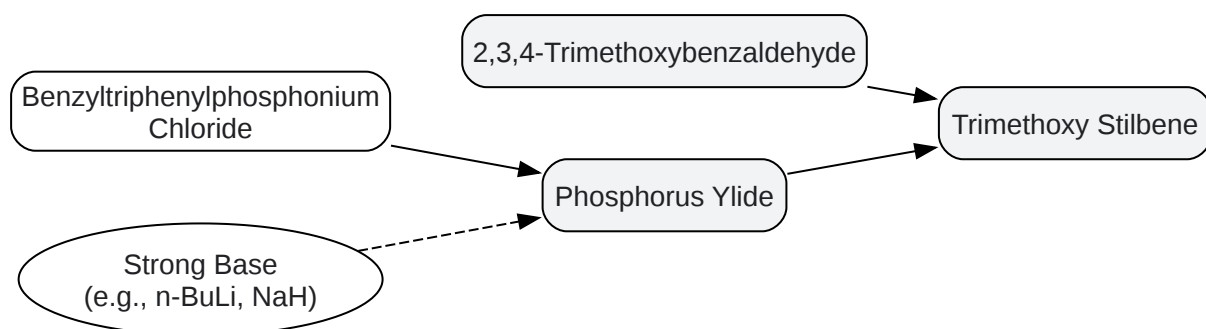 2,3,4-Trimethoxybenzaldehyde
Benzyltriphenylphosphonium
Chloride
Trimethoxy Stilbene
Phosphorus Ylide
Strong Base
(e.g., n-BuLi, NaH)